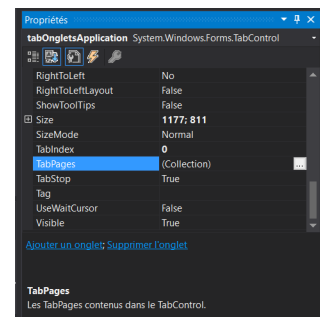 Propriétés
tabOngletsApplication System.Windows.Forms.TabControl
RightToLeft No
RightToLeftLayout False
ShowToolTips False
Size 1177; 811
SizeMode Normal
TabIndex 0
TabPages (Collection) ...
TabStop True
Tag
UseWaitCursor False
Visible True
Ajouter un onglet; Supprimer l'onglet
TabPages
Les TabPages contenus dans le TabControl.